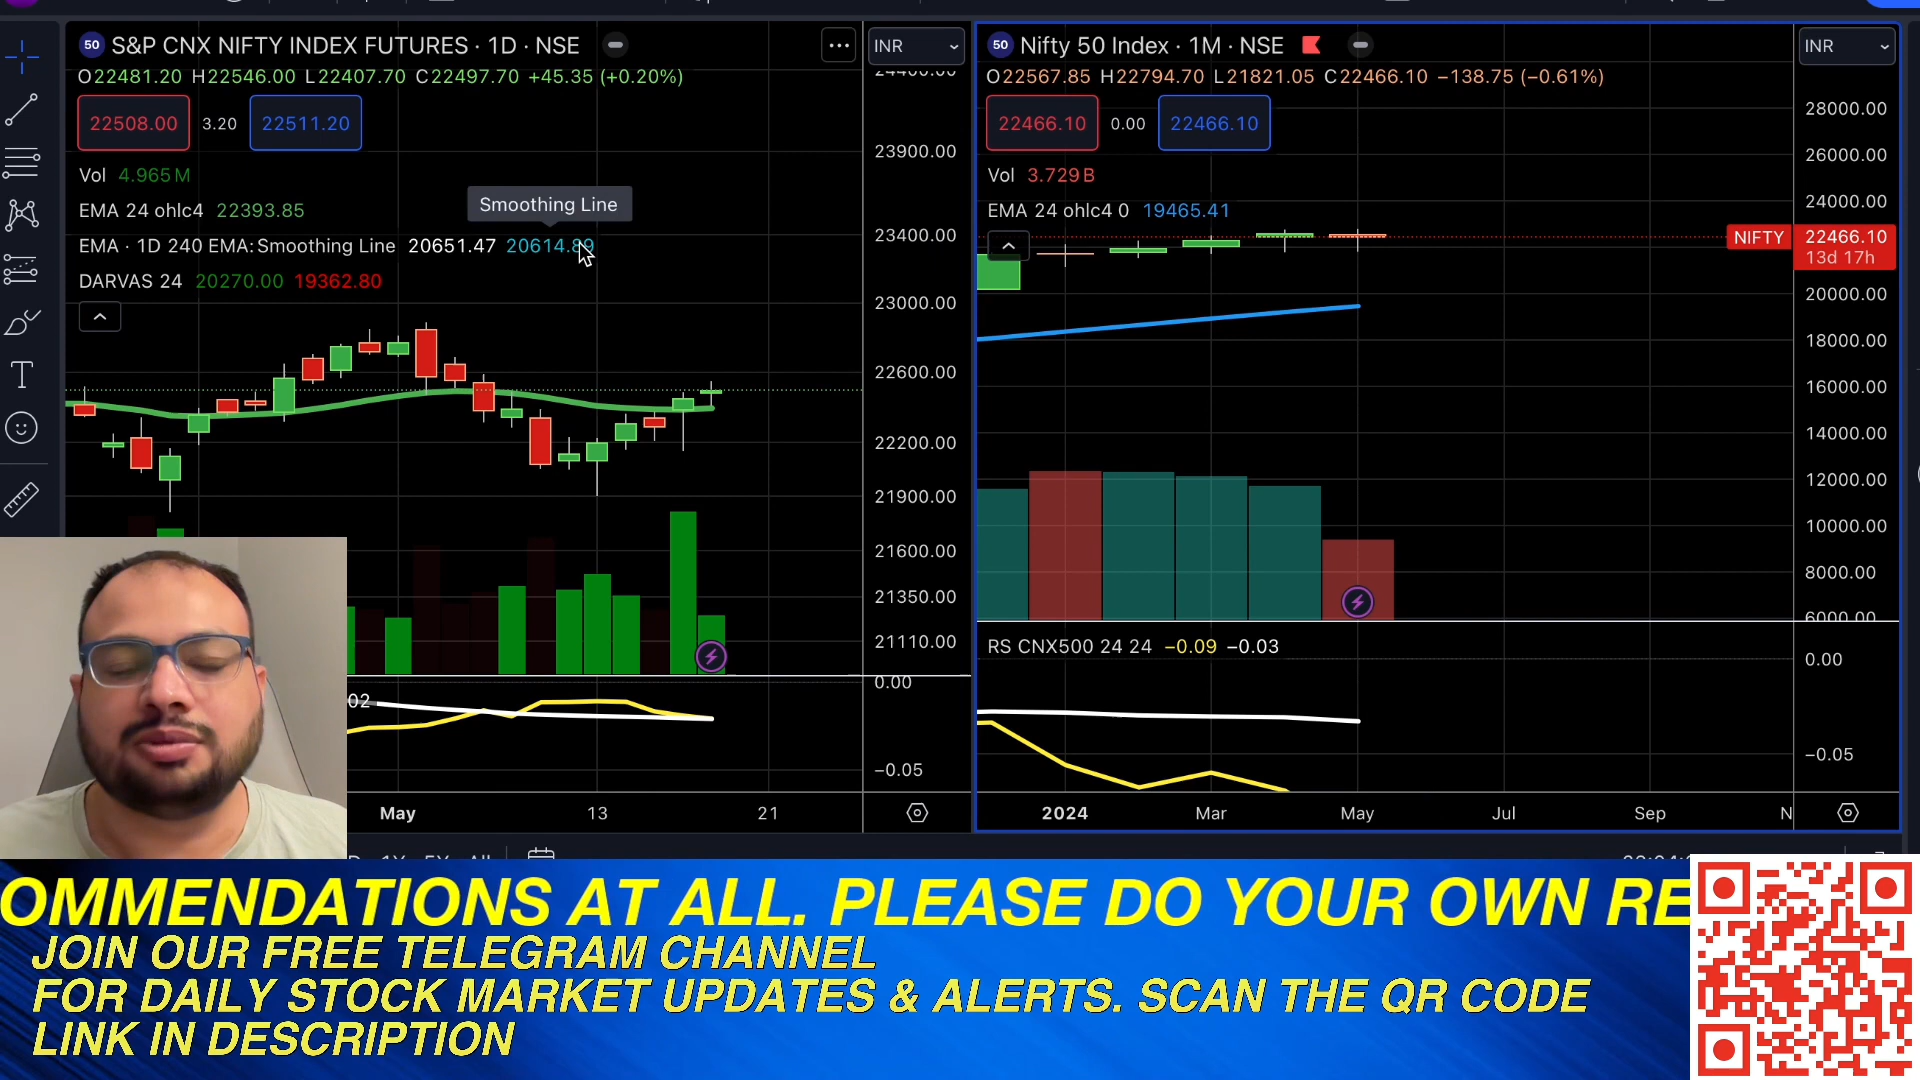 50 S&P CNX NIFTY INDEX FUTURES · 1D · NSE
INR
O22481.20 H22546.00 L22407.70 C22497.70 +45.35 (+0.20%)
22508.00 3.20 22511.20
Vol 4.965M
Smoothing Line
EMA 24 ohlc4 22393.85
EMA · 1D 240 EMA: Smoothing Line 20651.47 20614.89
DARVAS 24 20270.00 19362.80
23900.00
23400.00
23000.00
22600.00
22200.00
21900.00
21600.00
21350.00
21110.00
0.00
−0.05
02
May 13 21
50 Nifty 50 Index · 1M · NSE
INR
O22567.85 H22794.70 L21821.05 C22466.10 −138.75 (−0.61%)
22466.10 0.00 22466.10
Vol 3.729B
EMA 24 ohlc4 0 19465.41
28000.00
26000.00
24000.00
NIFTY 22466.10
13d 17h
20000.00
18000.00
16000.00
14000.00
12000.00
10000.00
8000.00
6000.00
RS CNX500 24 24 −0.09 −0.03
0.00
−0.05
2024 Mar May Jul Sep N
OMMENDATIONS AT ALL. PLEASE DO YOUR OWN RE
JOIN OUR FREE TELEGRAM CHANNEL
FOR DAILY STOCK MARKET UPDATES & ALERTS. SCAN THE QR CODE
LINK IN DESCRIPTION